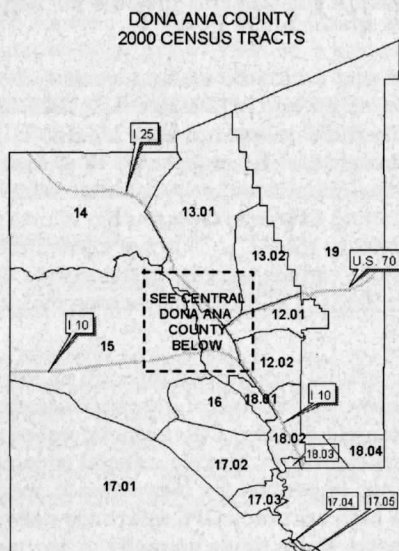 DONA ANA COUNTY
2000 CENSUS TRACTS
I 25
14
13.01
13.02
19
U.S. 70
SEE CENTRAL
DONA ANA
COUNTY
BELOW
12.01
I 10
15
12.02
16
18.01
I 10
18.02
18.03
18.04
17.02
17.01
17.03
17.04
17.05